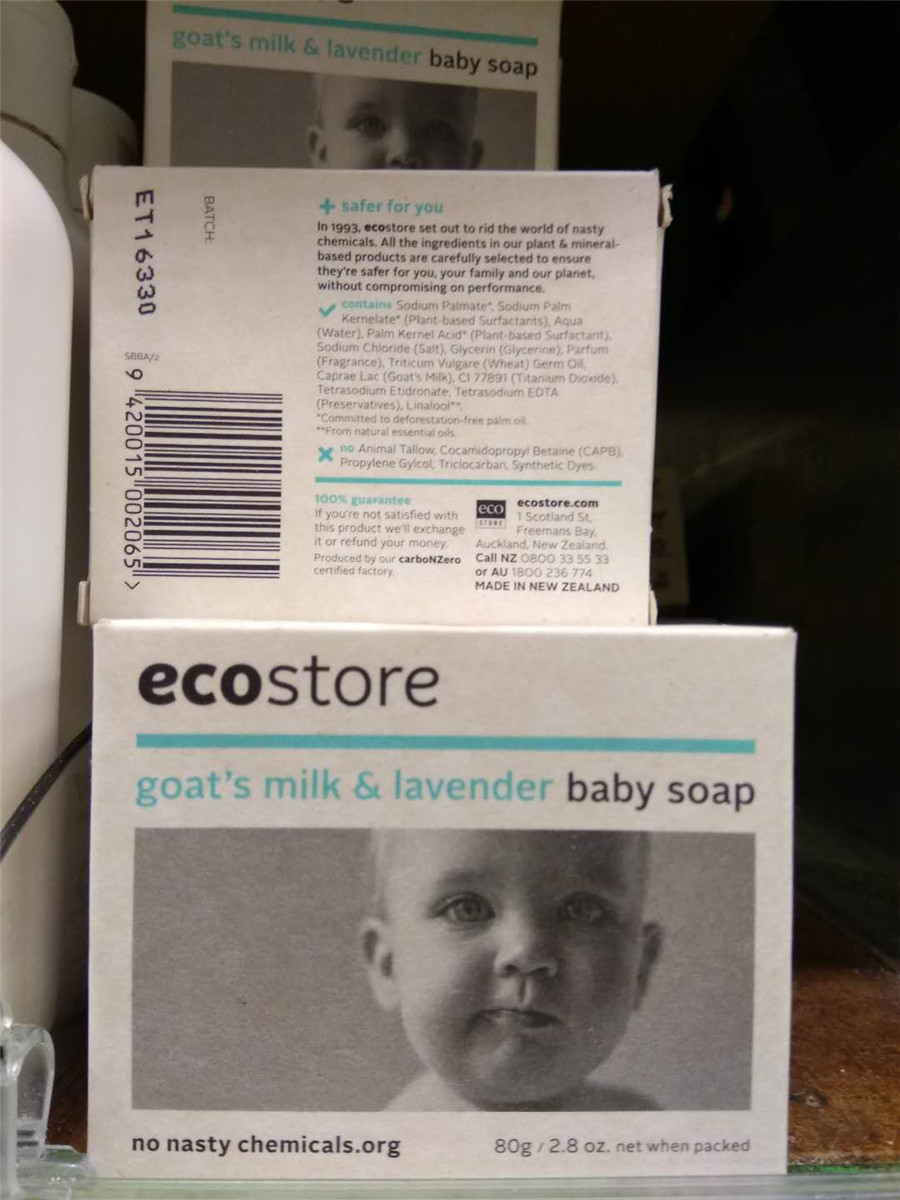 goat's milk & lavender baby soap
ET16330
BATCH:
SBBA/2
9 420015 002065 >
+ safer for you
In 1993, ecostore set out to rid the world of nasty
chemicals. All the ingredients in our plant & mineral-
based products are carefully selected to ensure
they're safer for you, your family and our planet,
without compromising on performance.
contains Sodium Palmate*, Sodium Palm
Kernelate* (Plant-based Surfactants), Aqua
(Water), Palm Kernel Acid* (Plant-based Surfactant),
Sodium Chloride (Salt), Glycerin (Glycerine), Parfum
(Fragrance), Triticum Vulgare (Wheat) Germ Oil,
Caprae Lac (Goat's Milk), CI 77891 (Titanium Dioxide),
Tetrasodium Etidronate, Tetrasodium EDTA
(Preservatives), Linalool**.
*Committed to deforestation-free palm oil.
**From natural essential oils.
no Animal Tallow, Cocamidopropyl Betaine (CAPB),
Propylene Gylcol, Triclocarban, Synthetic Dyes.
100% guarantee
If you're not satisfied with
this product we'll exchange
it or refund your money.
Produced by our carboNZero
certified factory.
eco
STORE
ecostore.com
1 Scotland St,
Freemans Bay,
Auckland, New Zealand.
Call NZ 0800 33 55 33
or AU 1800 236 774
MADE IN NEW ZEALAND
ecostore
goat's milk & lavender baby soap
no nasty chemicals.org
80g / 2.8 oz. net when packed